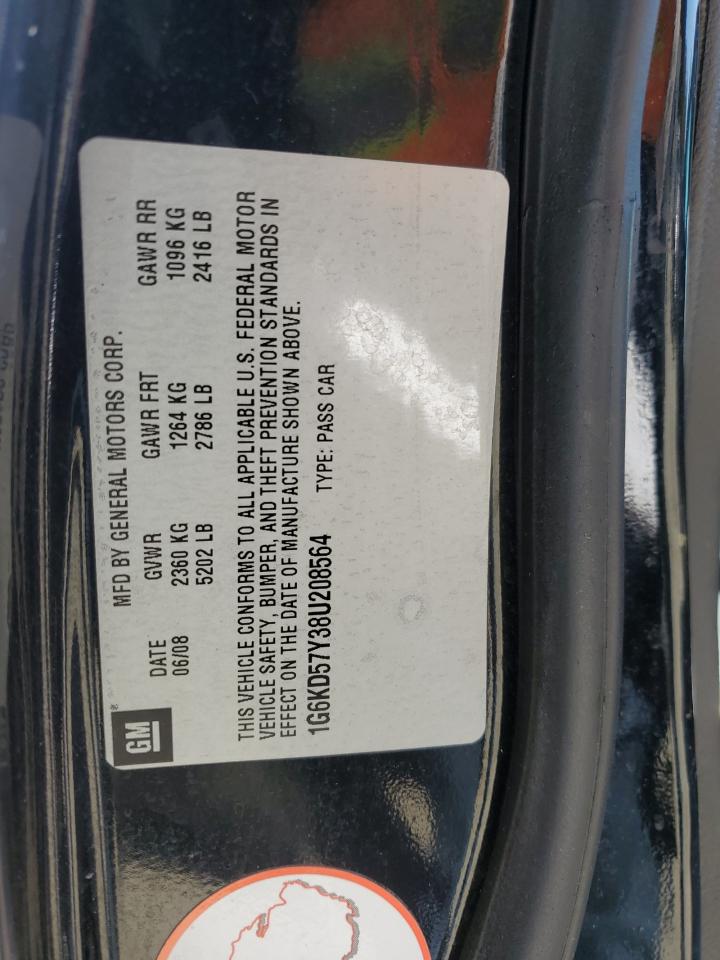 GM
MFD BY GENERAL MOTORS CORP.
DATE GVWR GAWR FRT GAWR RR
06/08 2360 KG 1264 KG 1096 KG
5202 LB 2786 LB 2416 LB
THIS VEHICLE CONFORMS TO ALL APPLICABLE U.S. FEDERAL MOTOR
VEHICLE SAFETY, BUMPER, AND THEFT PREVENTION STANDARDS IN
EFFECT ON THE DATE OF MANUFACTURE SHOWN ABOVE.
1G6KD57Y38U208564 TYPE: PASS CAR